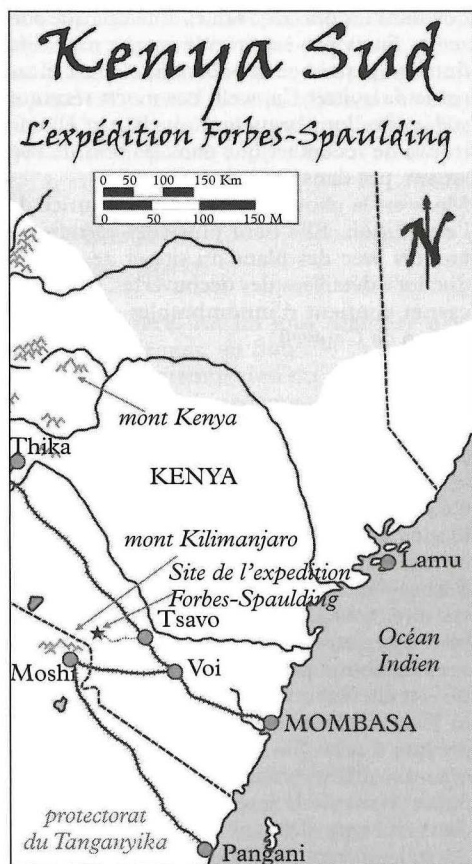 Kenya Sud
L'expédition Forbes-Spaulding
0 50 100 150 Km
0 50 100 150 M
N
mont Kenya
Thika
KENYA
mont Kilimanjaro
Site de l'expedition
Forbes-Spaulding
Lamu
Tsavo
Océan
Indien
Moshi
Voi
MOMBASA
protectorat
du Tanganyika
Pangani